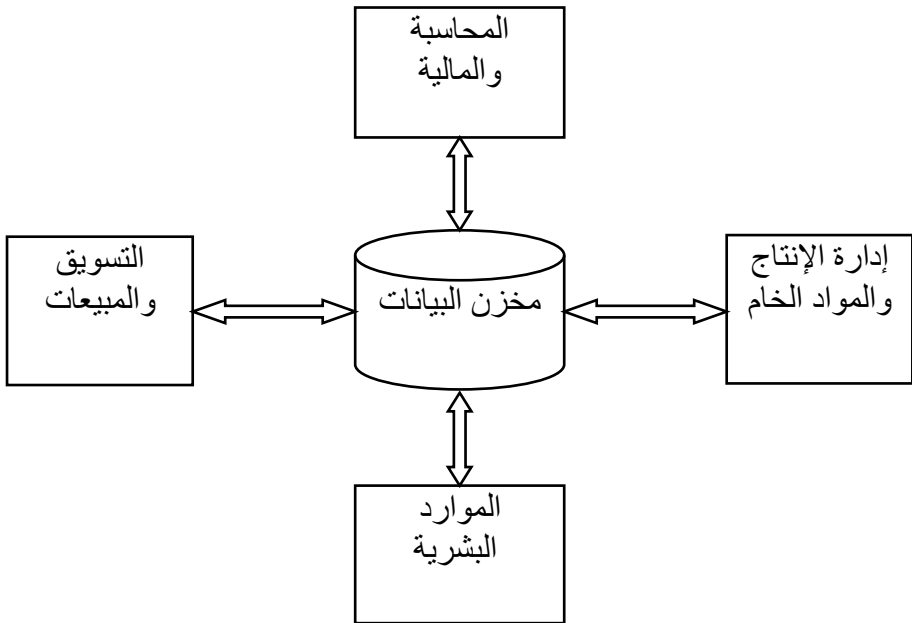 المحاسبة
والمالية
إدارة الإنتاج
والمواد الخام
مخزن البيانات
التسويق
والمبيعات
الموارد
البشرية